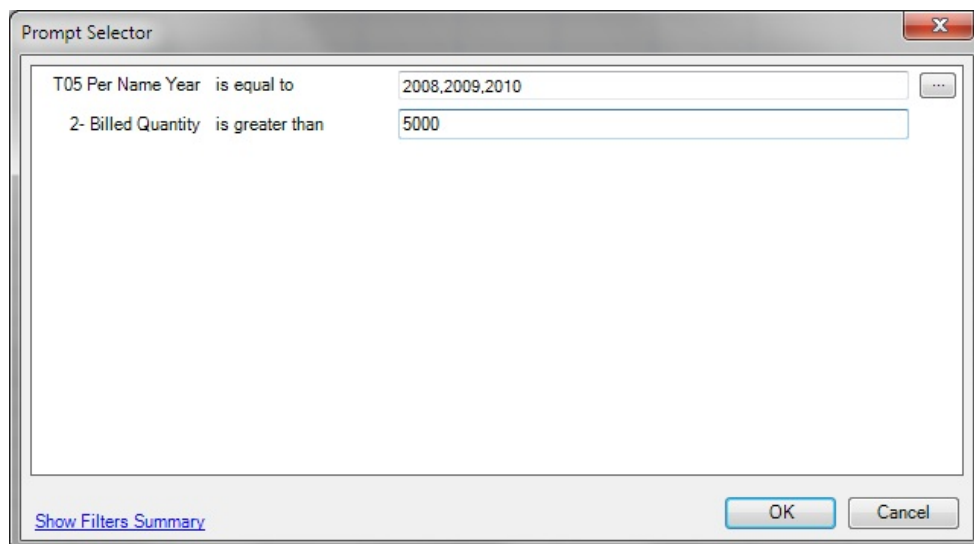 Prompt Selector
T05 Per Name Year is equal to 2008,2009,2010 ...
2- Billed Quantity is greater than 5000
Show Filters Summary OK Cancel